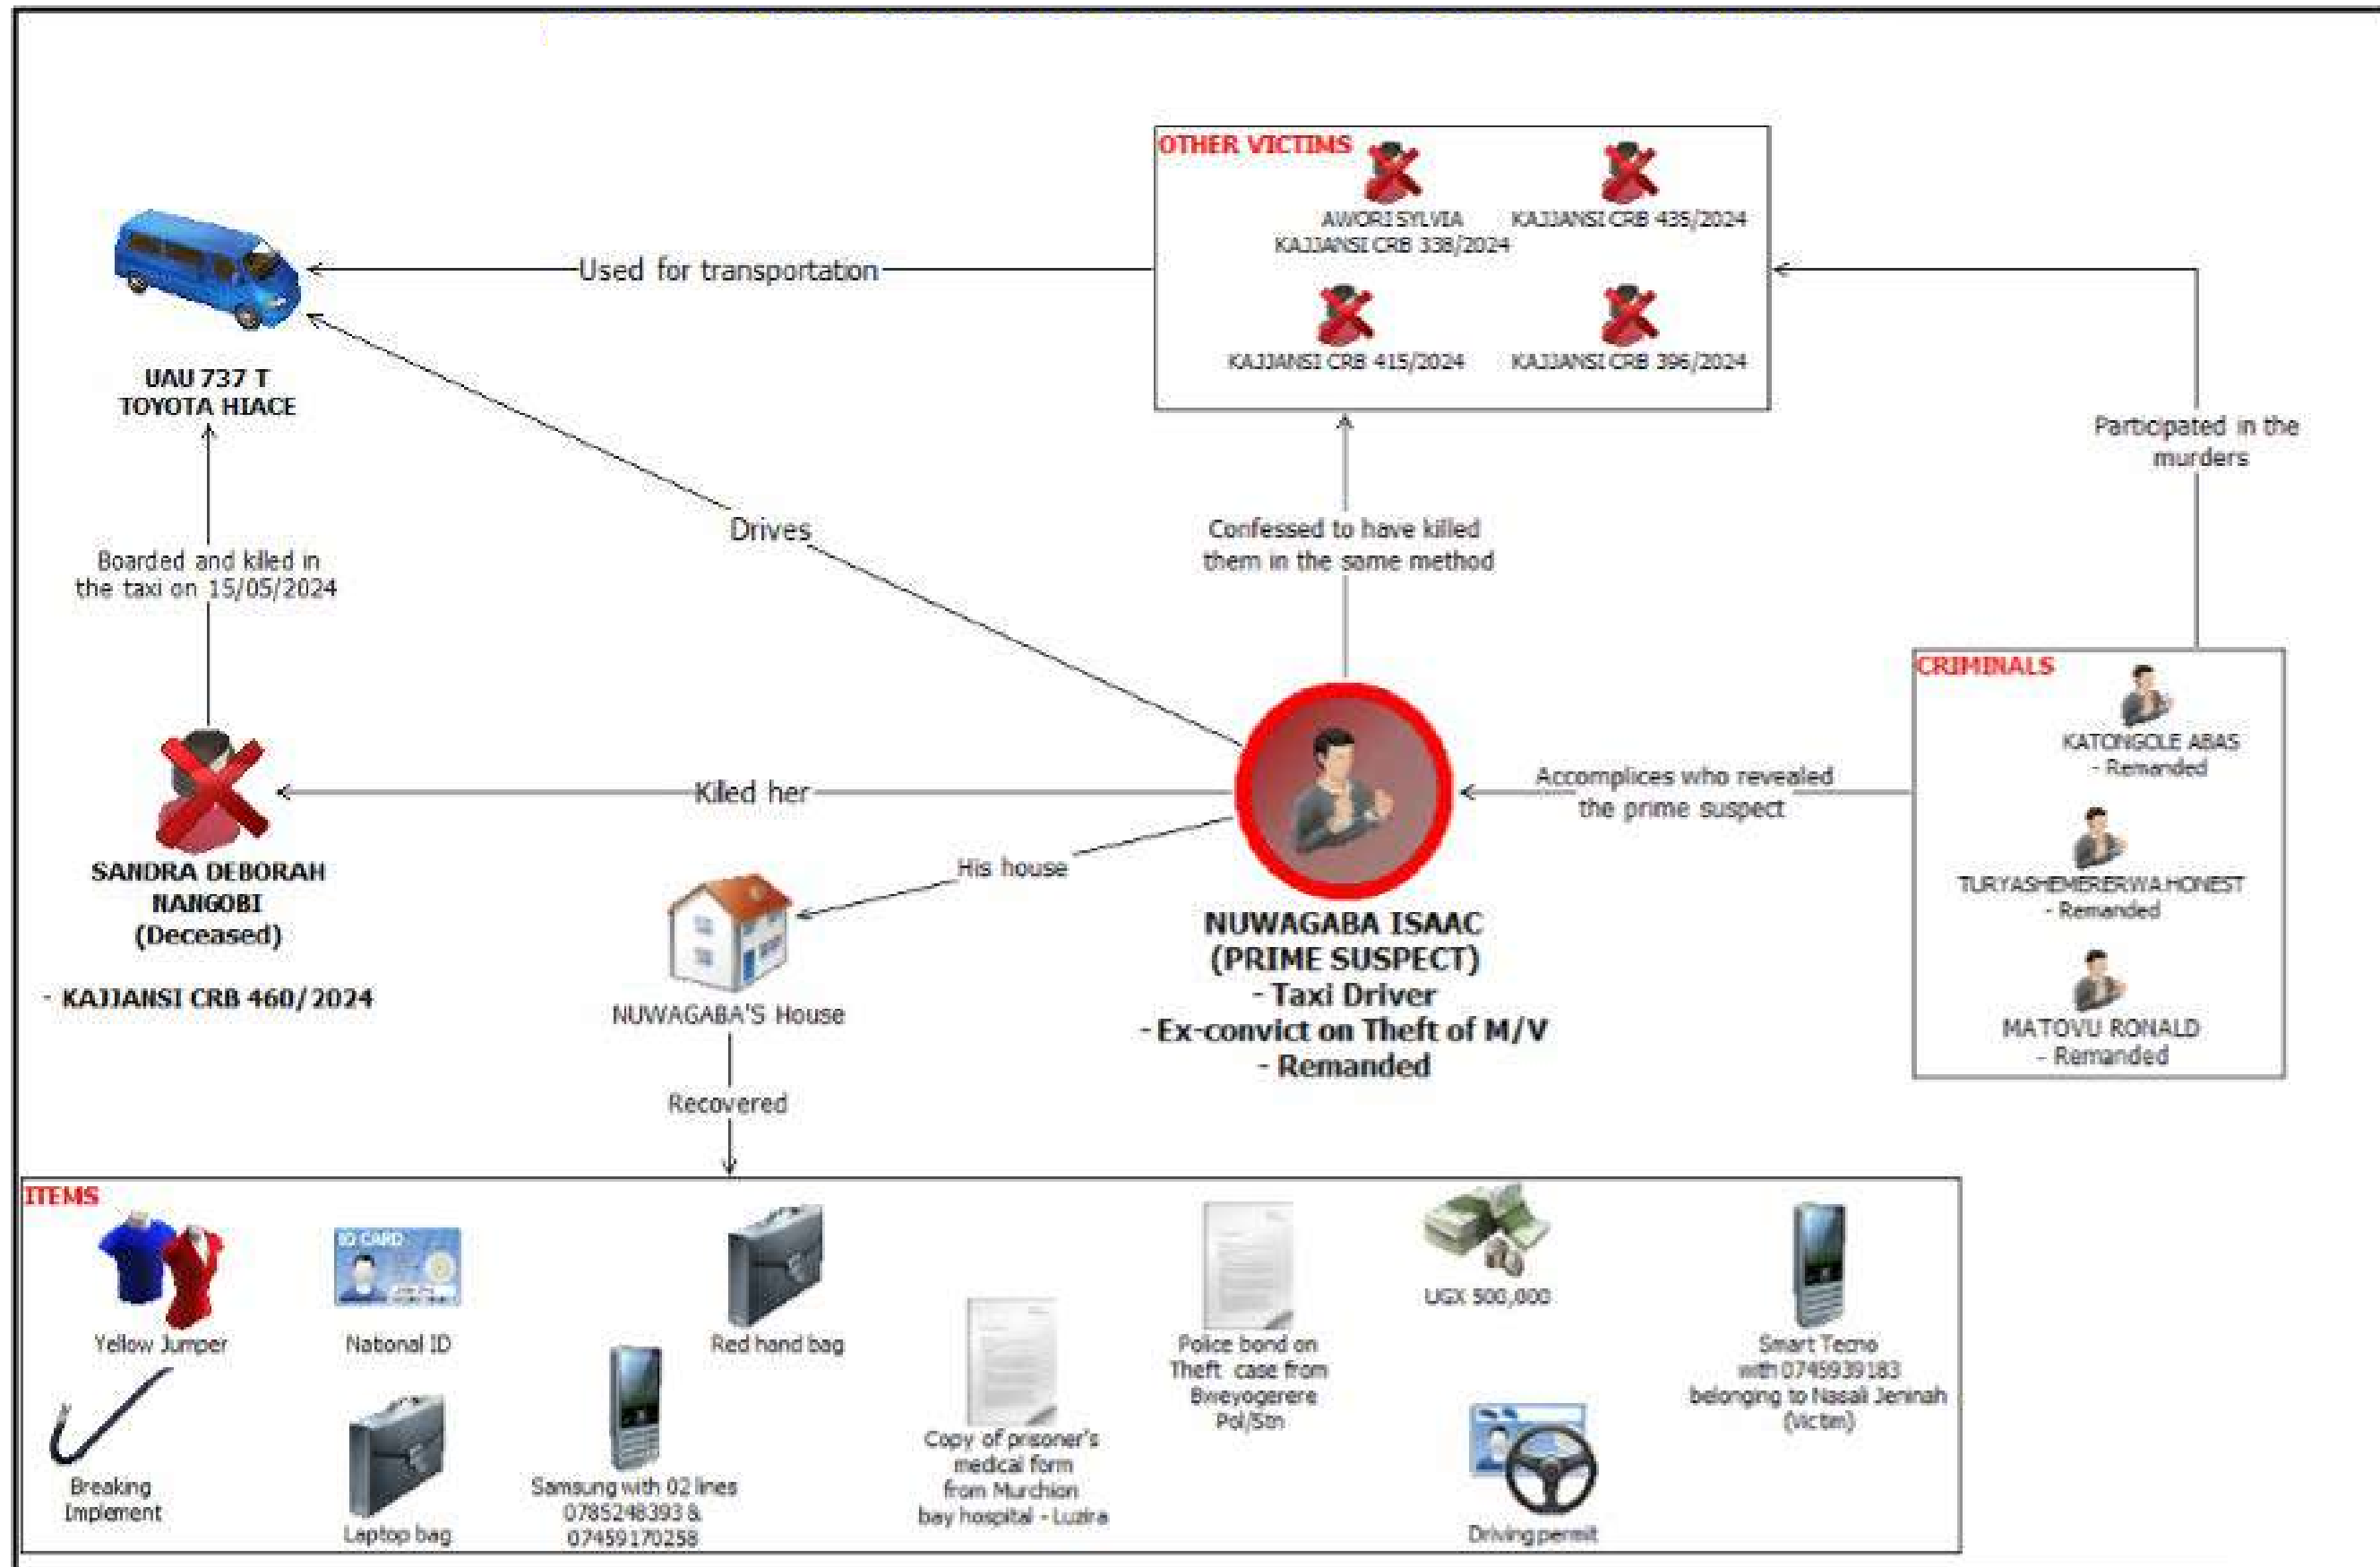 OTHER VICTIMS
AWORI SYLVIA
KAJJANSI CRB 338/2024
KAJJANSI CRB 435/2024
KAJJANSI CRB 415/2024
KAJJANSI CRB 396/2024
Used for transportation
UAU 737 T
TOYOTA HIACE
Participated in the
murders
Drives
Confessed to have killed
them in the same method
Boarded and killed in
the taxi on 15/05/2024
CRIMINALS
KATONGOLE ABAS
- Remanded
TURYASHEMERERWA HONEST
- Remanded
MATOVU RONALD
- Remanded
Accomplices who revealed
the prime suspect
Killed her
SANDRA DEBORAH
NANGOBI
(Deceased)
- KAJJANSI CRB 460/2024
His house
NUWAGABA'S House
NUWAGABA ISAAC
(PRIME SUSPECT)
- Taxi Driver
- Ex-convict on Theft of M/V
- Remanded
Recovered
ITEMS
Yellow Jumper
ID CARD
National ID
Red hand bag
Police bond on
Theft case from
Bweyogerere
Pol/Stn
UGX 500,000
Smart Tecno
with 0745939183
belonging to Nasali Jeninah
(Victim)
Breaking
Implement
Laptop bag
Samsung with 02 lines
0785248393 &
07459170258
Copy of prisoner's
medical form
from Murchion
bay hospital - Luzira
Driving permit